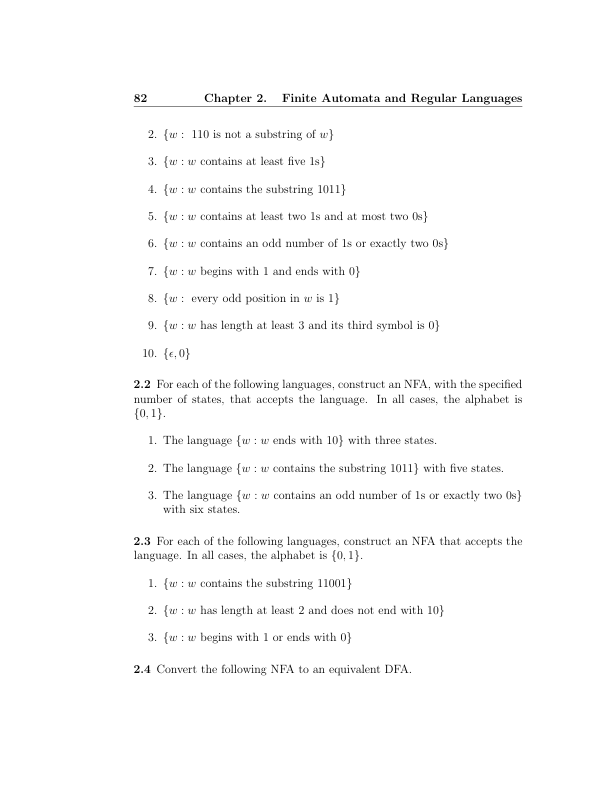 82 Chapter 2. Finite Automata and Regular Languages
2. {w : 110 is not a substring of w}
3. {w : w contains at least five 1s}
4. {w : w contains the substring 1011}
5. {w : w contains at least two 1s and at most two 0s}
6. {w : w contains an odd number of 1s or exactly two 0s}
7. {w : w begins with 1 and ends with 0}
8. {w : every odd position in w is 1}
9. {w : w has length at least 3 and its third symbol is 0}
10. {ϵ, 0}
2.2 For each of the following languages, construct an NFA, with the specified
number of states, that accepts the language. In all cases, the alphabet is
{0, 1}.
1. The language {w : w ends with 10} with three states.
2. The language {w : w contains the substring 1011} with five states.
3. The language {w : w contains an odd number of 1s or exactly two 0s}
with six states.
2.3 For each of the following languages, construct an NFA that accepts the
language. In all cases, the alphabet is {0, 1}.
1. {w : w contains the substring 11001}
2. {w : w has length at least 2 and does not end with 10}
3. {w : w begins with 1 or ends with 0}
2.4 Convert the following NFA to an equivalent DFA.